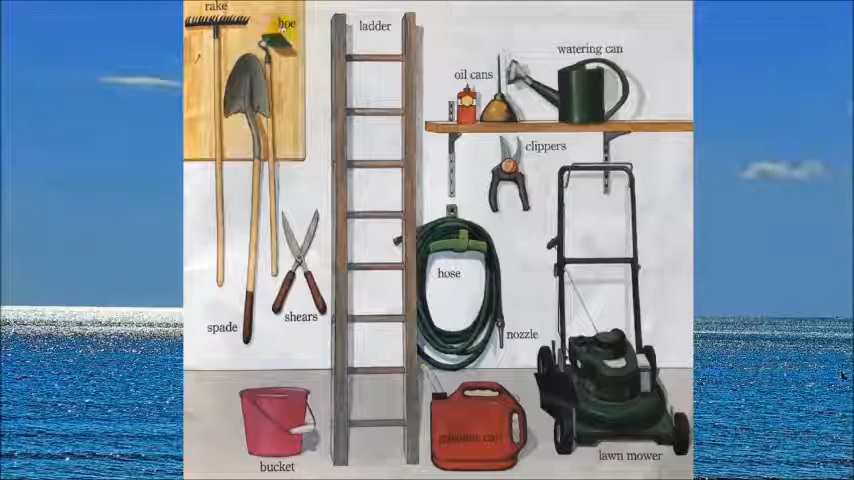 rake
hoe
ladder
oil cans
watering can
clippers
hose
spade
shears
nozzle
gasoline can
bucket
lawn mower